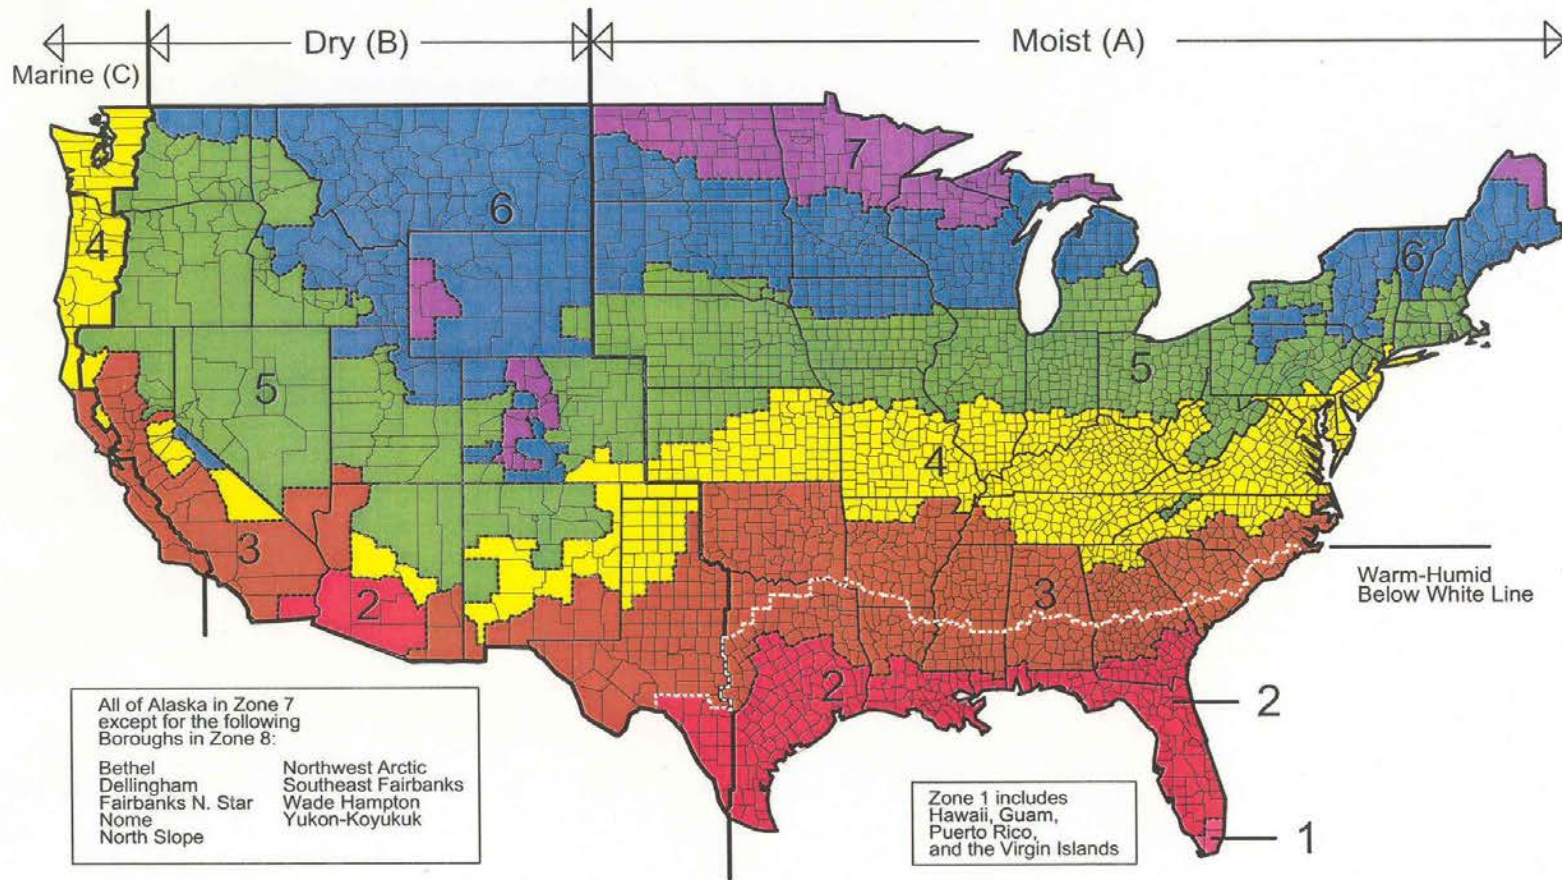 Dry (B)
Moist (A)
Marine (C)
7
6
6
4
5
5
4
3
3
2
2
2
1
Warm-Humid
Below White Line
All of Alaska in Zone 7
except for the following
Boroughs in Zone 8:
Bethel
Dellingham
Fairbanks N. Star
Nome
North Slope
Northwest Arctic
Southeast Fairbanks
Wade Hampton
Yukon-Koyukuk
Zone 1 includes
Hawaii, Guam,
Puerto Rico,
and the Virgin Islands